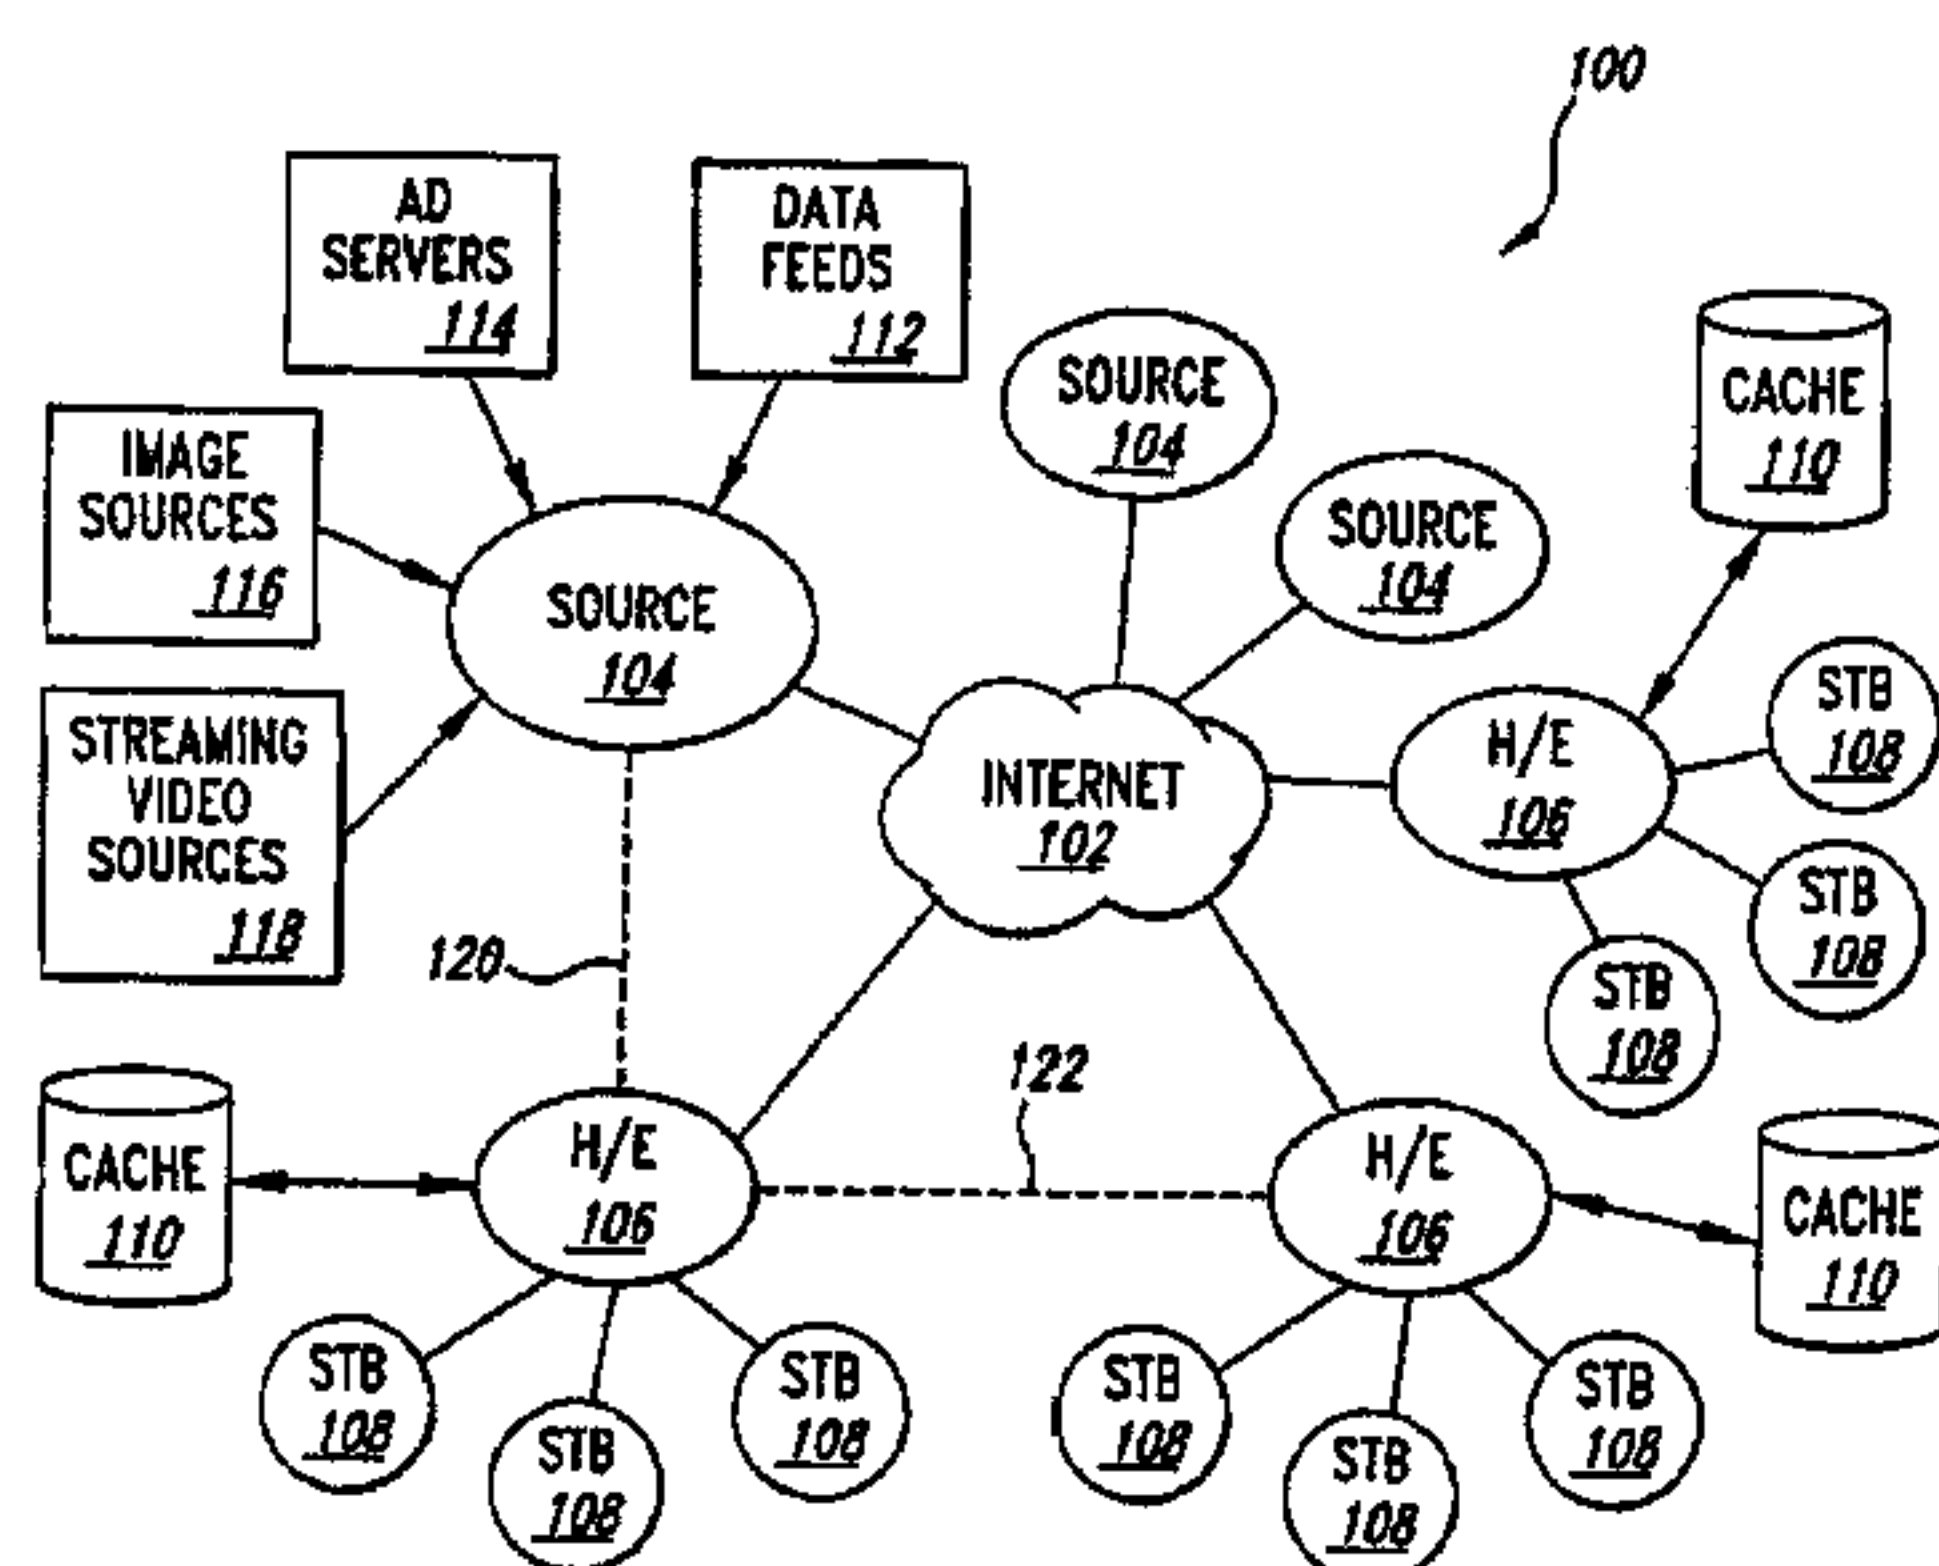 100
AD
SERVERS
114
DATA
FEEDS
112
IMAGE
SOURCES
116
STREAMING
VIDEO
SOURCES
118
SOURCE
104
SOURCE
104
SOURCE
104
CACHE
110
INTERNET
102
H/E
106
STB
108
STB
108
STB
108
120
122
CACHE
110
H/E
106
STB
108
STB
108
STB
108
H/E
106
CACHE
110
STB
108
STB
108
STB
108